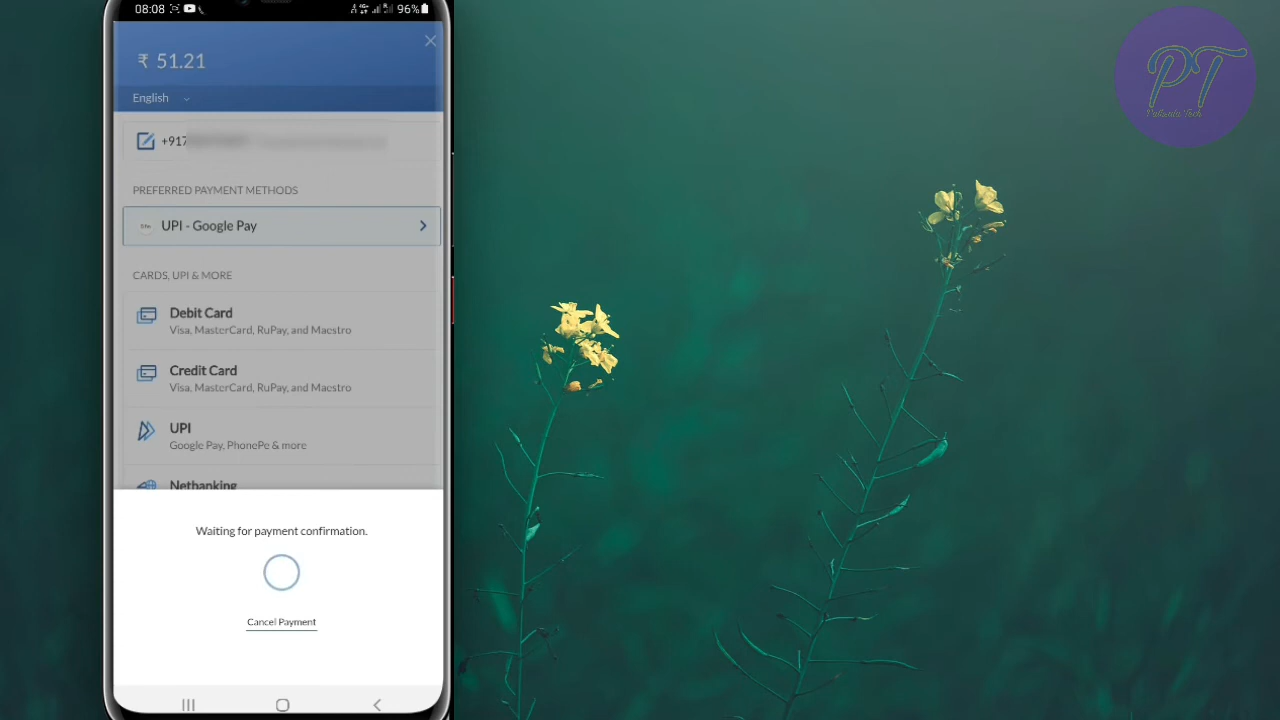 08:08
96%
₹ 51.21
English
+917
PREFERRED PAYMENT METHODS
UPI - Google Pay
CARDS, UPI & MORE
Debit Card
Visa, MasterCard, RuPay, and Maestro
Credit Card
Visa, MasterCard, RuPay, and Maestro
UPI
Google Pay, PhonePe & more
Netbanking
Waiting for payment confirmation.
Cancel Payment
PT